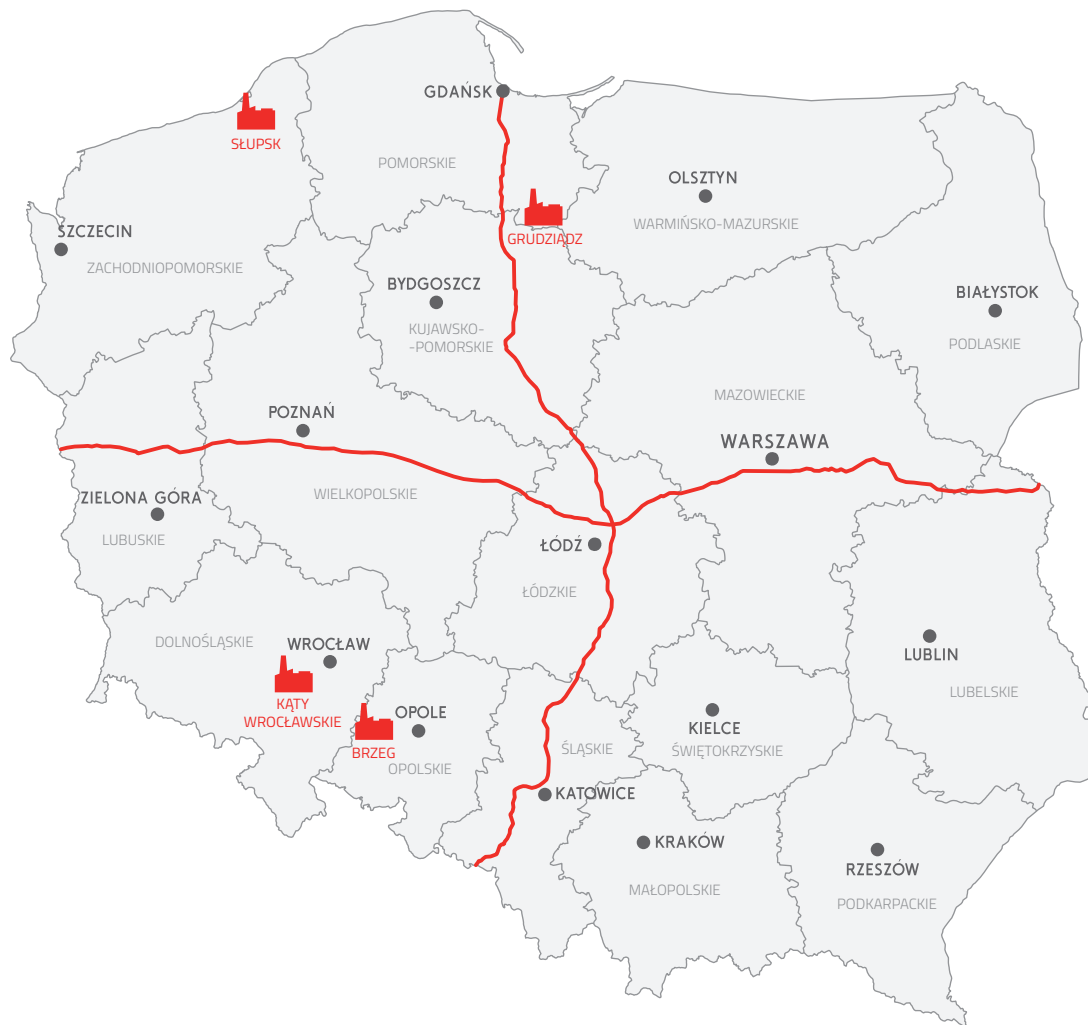 GDAŃSK
SŁUPSK
POMORSKIE
OLSZTYN
WARMIŃSKO-MAZURSKIE
SZCZECIN
GRUDZIĄDZ
ZACHODNIOPOMORSKIE
BYDGOSZCZ
BIAŁYSTOK
KUJAWSKO-
-POMORSKIE
PODLASKIE
MAZOWIECKIE
POZNAŃ
WARSZAWA
ZIELONA GÓRA
WIELKOPOLSKIE
LUBUSKIE
ŁÓDŹ
ŁÓDZKIE
DOLNOŚLĄSKIE
WROCŁAW
LUBLIN
LUBELSKIE
KĄTY
WROCŁAWSKIE
OPOLE
BRZEG
OPOLSKIE
KIELCE
ŚLĄSKIE
ŚWIĘTOKRZYSKIE
KATOWICE
KRAKÓW
RZESZÓW
MAŁOPOLSKIE
PODKARPACKIE